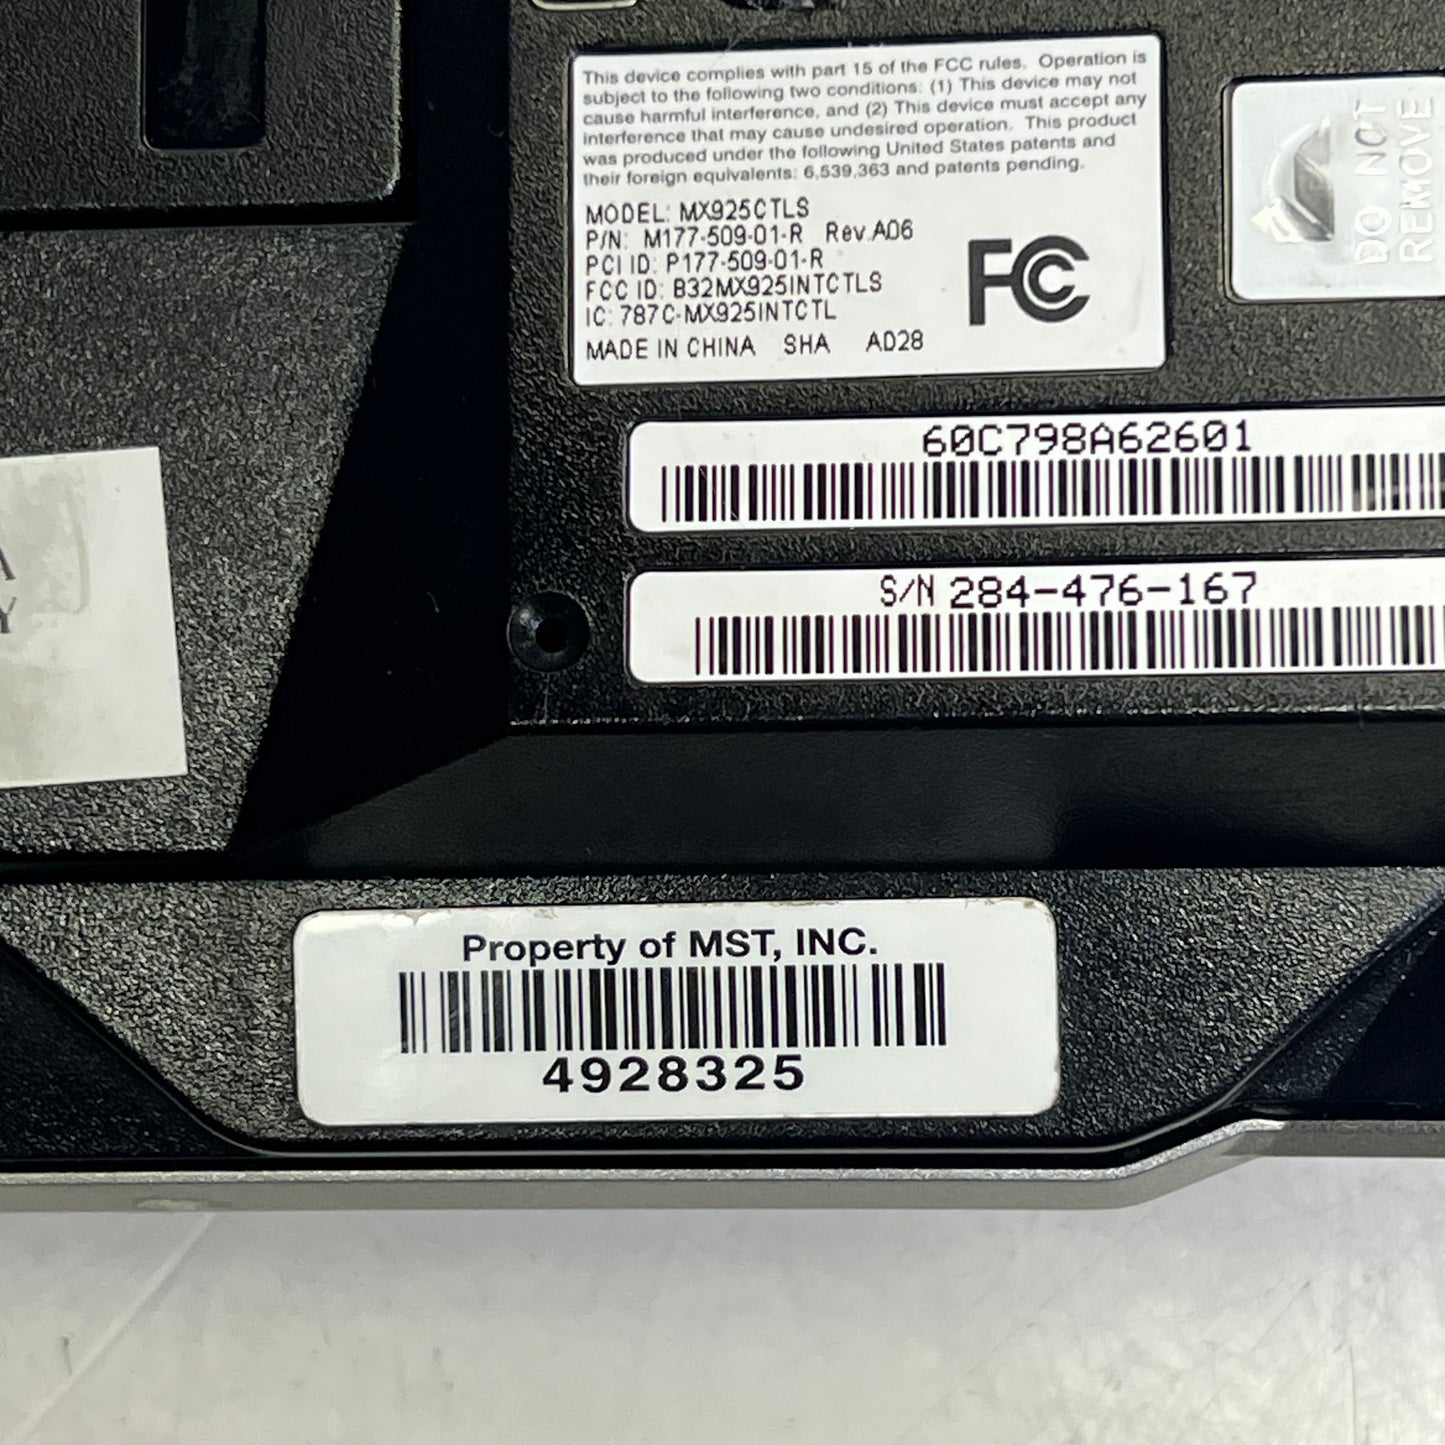 This device complies with part 15 of the FCC rules. Operation is
subject to the following two conditions: (1) This device may not
cause harmful interference, and (2) This device must accept any
interference that may cause undesired operation. This product
was produced under the following United States patents and
their foreign equivalents: 6,539,363 and patents pending.
MODEL: MX925CTLS
P/N: M177-509-01-R Rev.A06
PCI ID: P177-509-01-R
FCC ID: B32MX925INTCTLS
IC: 787C-MX925INTCTL
MADE IN CHINA SHA AD28
FC
DO NOT
REMOVE
60C798A62601
S/N 284-476-167
A
Y
Property of MST, INC.
4928325